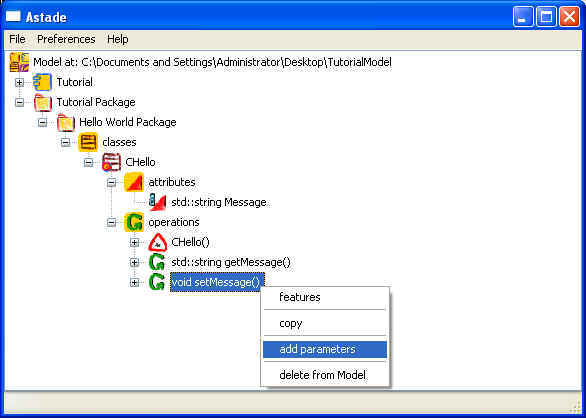 Astade
File Preferences Help
Model at: C:\Documents and Settings\Administrator\Desktop\TutorialModel
Tutorial
Tutorial Package
Hello World Package
classes
CHello
attributes
std::string Message
operations
CHello()
std::string getMessage()
void setMessage()
features
copy
add parameters
delete from Model